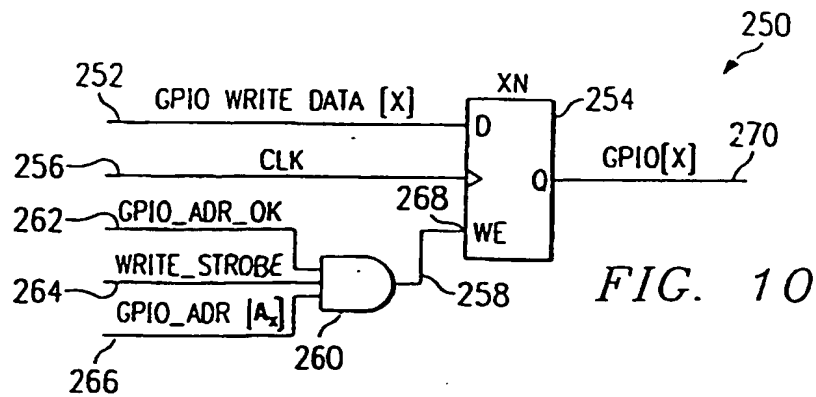 250
252
GPIO WRITE DATA [X]
XN
254
D
256
CLK
Q
GPIO[X]
270
262
GPIO_ADR_OK
268
WE
264
WRITE_STROBE
258
GPIO_ADR [Ax]
260
266
FIG. 10